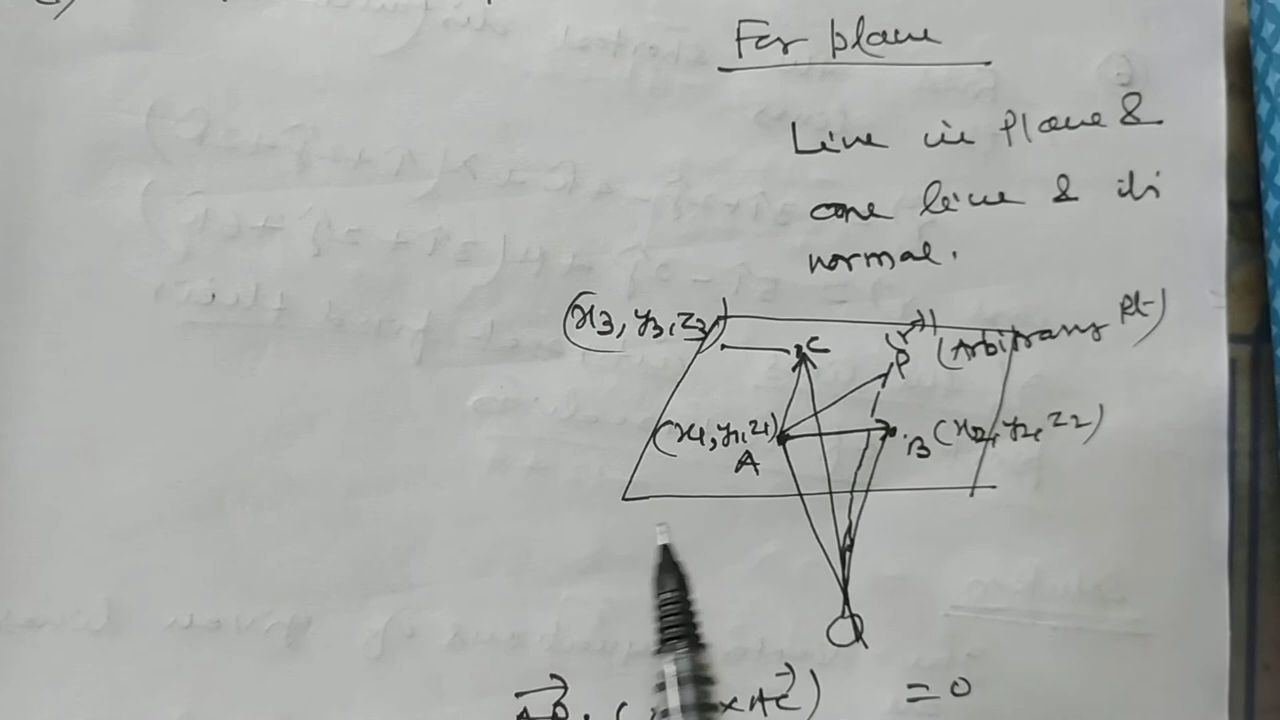 For plane
Line in Plane &
one line & its
normal.
(x3, y3, z3)
C
P (Arbitrary Pt)
(x1, y1, z1)
A
B (x2, y2, z2)
O
×AC) = 0